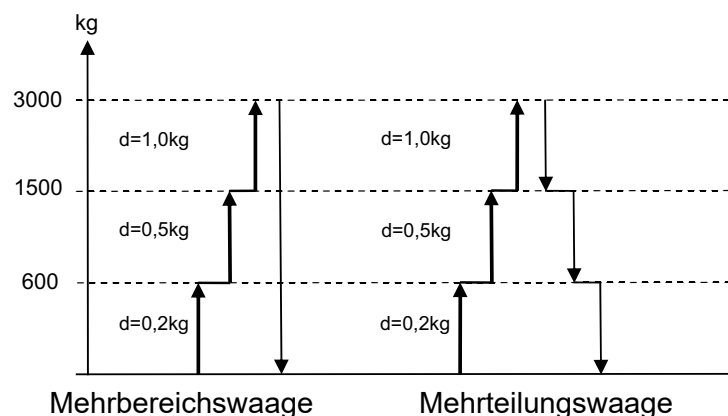 kg
3000
d=1,0kg d=1,0kg
1500
d=0,5kg d=0,5kg
600
d=0,2kg d=0,2kg
Mehrbereichswaage Mehrteilungswaage